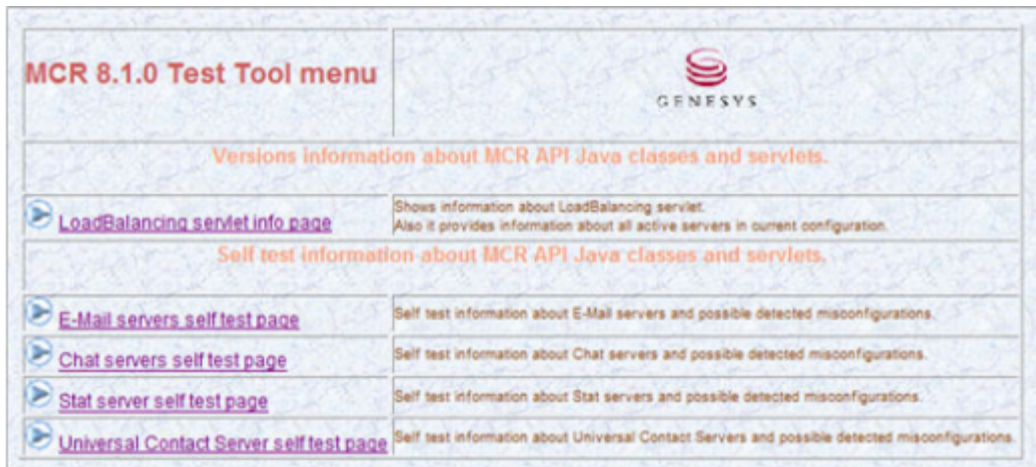 MCR 8.1.0 Test Tool menu
GENESYS
Versions information about MCR API Java classes and servlets.
LoadBalancing servlet info page
Shows information about LoadBalancing servlet.
Also it provides information about all active servers in current configuration.
Self test information about MCR API Java classes and servlets.
E-Mail servers self test page
Self test information about E-Mail servers and possible detected misconfigurations.
Chat servers self test page
Self test information about Chat servers and possible detected misconfigurations.
Stat server self test page
Self test information about Stat servers and possible detected misconfigurations.
Universal Contact Server self test page
Self test information about Universal Contact Servers and possible detected misconfigurations.